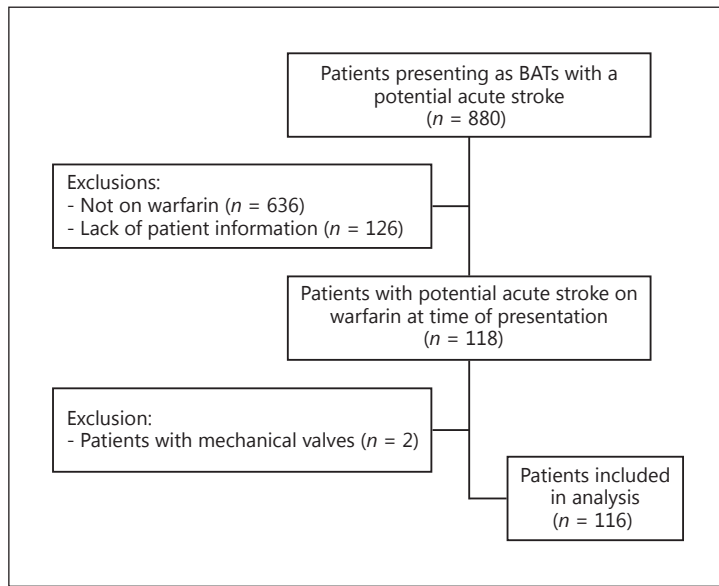 Patients presenting as BATs with a
potential acute stroke
(n = 880)
Exclusions:
- Not on warfarin (n = 636)
- Lack of patient information (n = 126)
Patients with potential acute stroke on
warfarin at time of presentation
(n = 118)
Exclusion:
- Patients with mechanical valves (n = 2)
Patients included
in analysis
(n = 116)